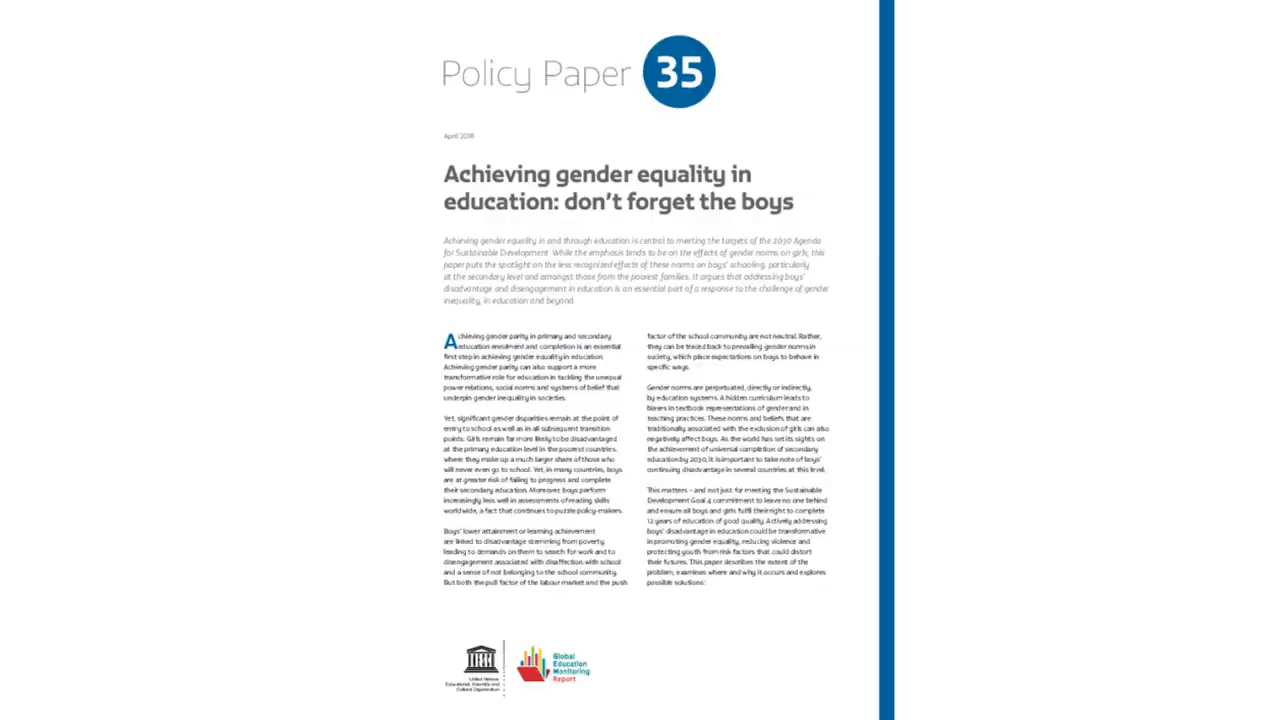 Policy Paper 35
April 2018
Achieving gender equality in
education: don't forget the boys
Achieving gender equality in and through education is central to meeting the targets of the 2030 Agenda
for Sustainable Development. While the emphasis tends to be on the effects of gender norms on girls, this
paper puts the spotlight on the less recognized effects of these norms on boys' schooling, particularly
at the secondary level and amongst those from the poorest families. It argues that addressing boys'
disadvantage and disengagement in education is an essential part of a response to the challenge of gender
inequality, in education and beyond.
Achieving gender parity in primary and secondary
education enrolment and completion is an essential
first step in achieving gender equality in education.
Achieving gender parity can also support a more
transformative role for education in tackling the unequal
power relations, social norms and systems of belief that
underpin gender inequality in societies.
Yet, significant gender disparities remain at the point of
entry to school as well as in all subsequent transition
points. Girls remain far more likely to be disadvantaged
at the primary education level in the poorest countries,
where they make up a much larger share of those who
will never even go to school. Yet, in many countries, boys
are at greater risk of failing to progress and complete
their secondary education. Moreover, boys perform
increasingly less well in assessments of reading skills
worldwide, a fact that continues to puzzle policy-makers.
Boys' lower attainment or learning achievement
are linked to disadvantage stemming from poverty
leading to demands on them to search for work and to
disengagement associated with disaffection with school
and a sense of not belonging to the school community.
But both the pull factor of the labour market and the push
factor of the school community are not neutral. Rather,
they can be traced back to prevailing gender norms in
society, which place expectations on boys to behave in
specific ways.
Gender norms are perpetuated, directly or indirectly,
by education systems. A hidden curriculum leads to
biases in textbook representations of gender and in
teaching practices. These norms and beliefs that are
traditionally associated with the exclusion of girls can also
negatively affect boys. As the world has set its sights on
the achievement of universal completion of secondary
education by 2030, it is important to take note of boys'
continuing disadvantage in several countries at this level.
This matters – and not just for meeting the Sustainable
Development Goal 4 commitment to leave no one behind
and ensure all boys and girls fulfil their right to complete
12 years of education of good quality. Actively addressing
boys' disadvantage in education could be transformative
in promoting gender equality, reducing violence and
protecting youth from risk factors that could distort
their futures. This paper describes the extent of the
problem, examines where and why it occurs and explores
possible solutions:
United Nations
Educational, Scientific and
Cultural Organization
Global
Education
Monitoring
Report